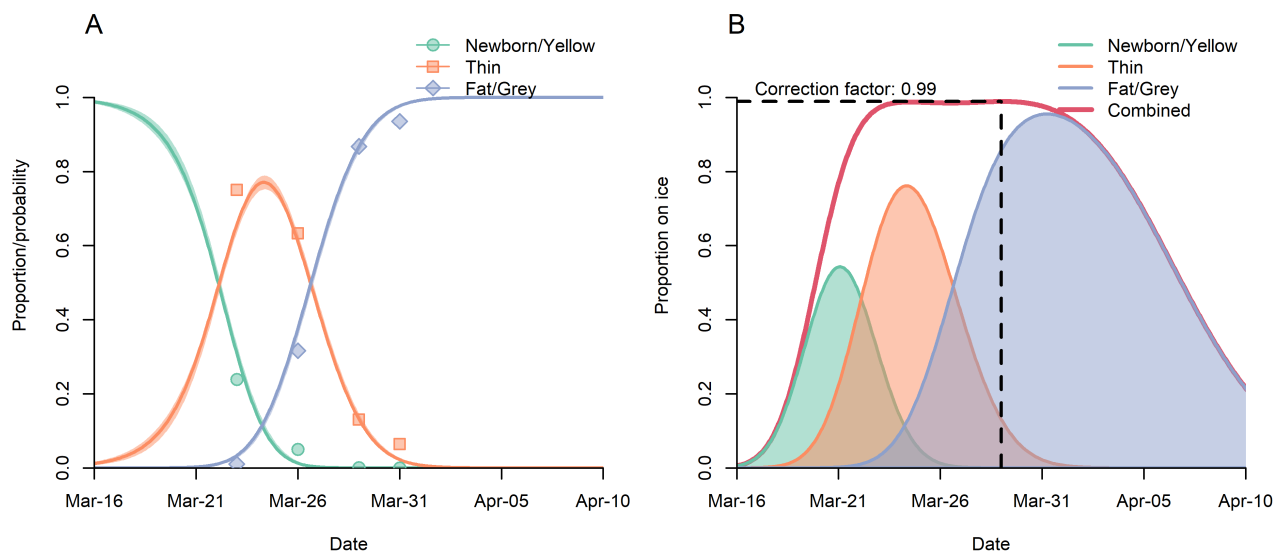 A
Newborn/Yellow
Thin
Fat/Grey
Proportion/probability
1.0
0.8
0.6
0.4
0.2
0.0
Mar-16 Mar-21 Mar-26 Mar-31 Apr-05 Apr-10
Date
B
Newborn/Yellow
Thin
Fat/Grey
Combined
Correction factor: 0.99
Proportion on ice
1.0
0.8
0.6
0.4
0.2
0.0
Mar-16 Mar-21 Mar-26 Mar-31 Apr-05 Apr-10
Date